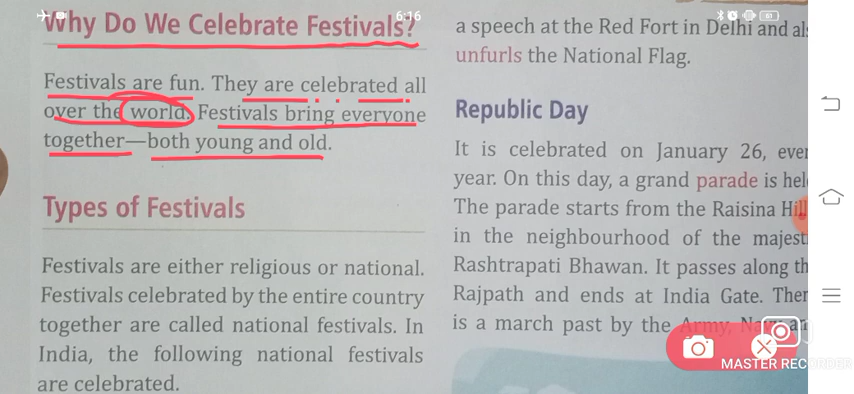 6:16
Why Do We Celebrate Festivals?
Festivals are fun. They are celebrated all
over the world. Festivals bring everyone
together—both young and old.
Types of Festivals
Festivals are either religious or national.
Festivals celebrated by the entire country
together are called national festivals. In
India, the following national festivals
are celebrated.
a speech at the Red Fort in Delhi and
unfurls the National Flag.
Republic Day
It is celebrated on January 26,
year. On this day, a grand parade is
The parade starts from the Raisina
in the neighbourhood of the
Rashtrapati Bhawan. It passes along
Rajpath and ends at India Gate.
is a march past by the Army,
MASTER RECORDER